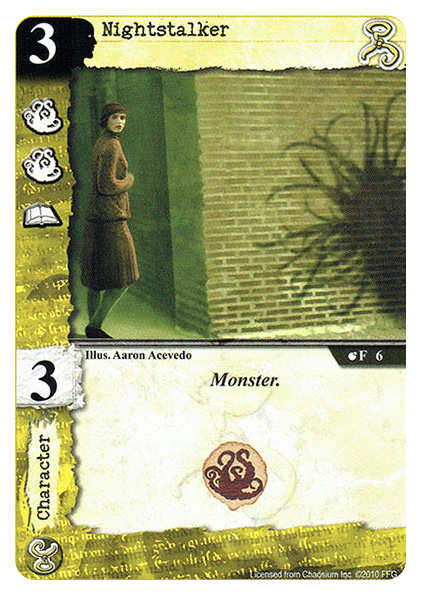 3
Nightstalker
Illus. Aaron Acevedo
F 6
3
Monster.
Character
Licensed from Chaosium Inc. ©2010 FFG